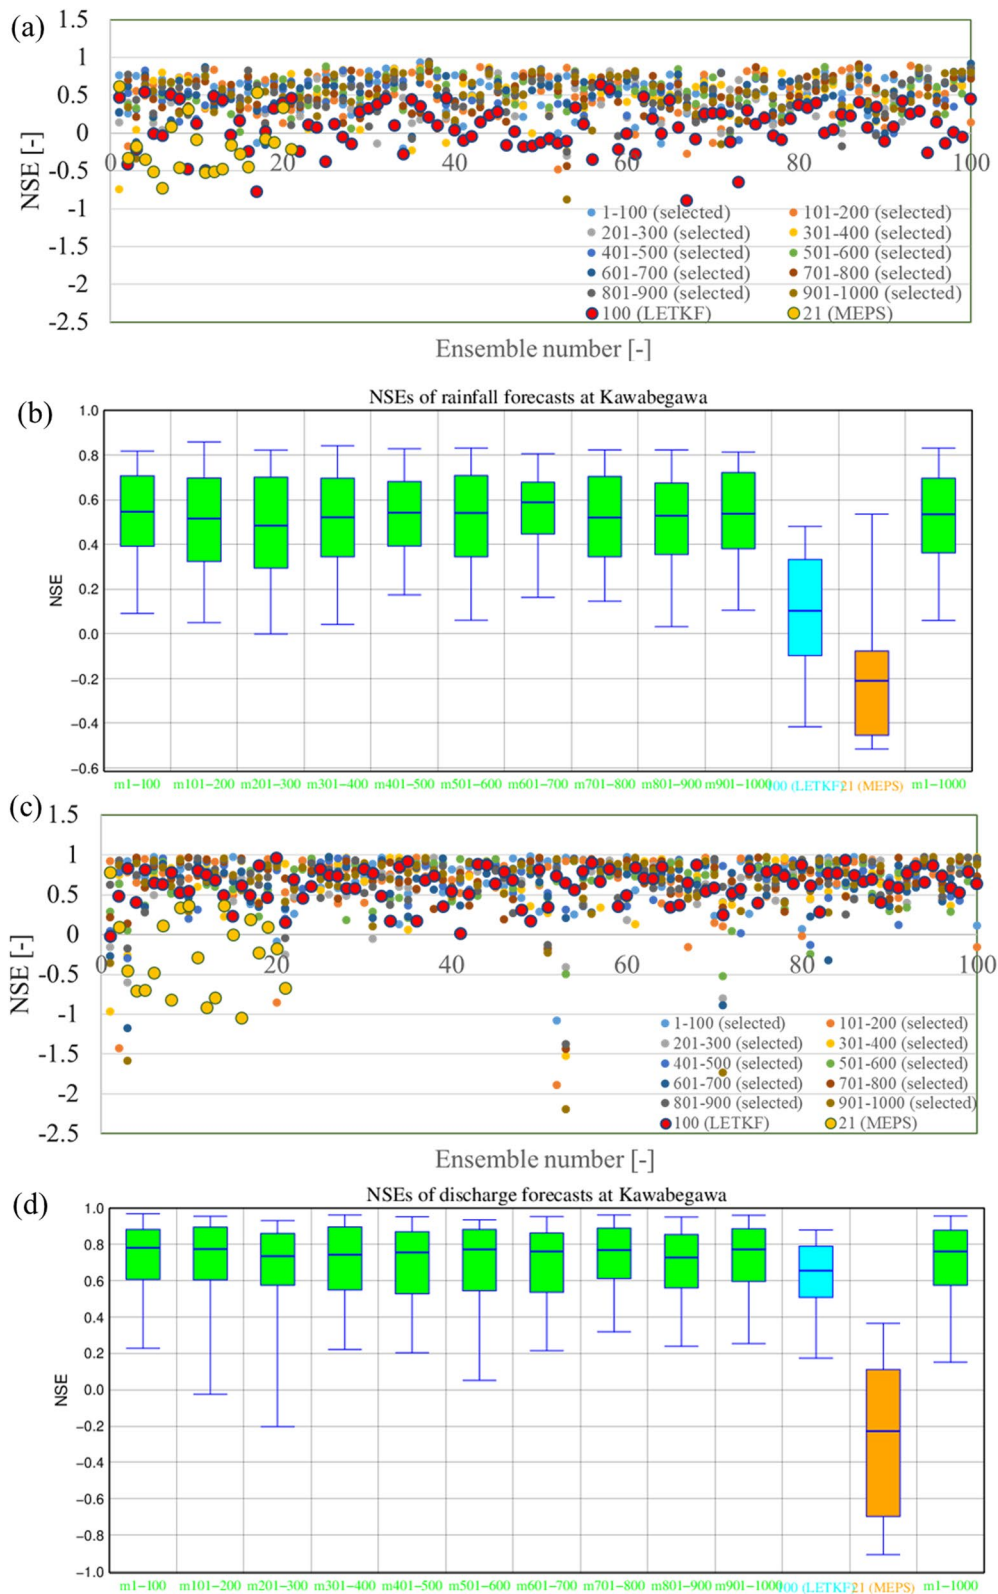 (a)
1.5
1
0.5
0
-0.5
-1
-1.5
-2
-2.5
NSE [-]
0 20 40 60 80 100
1-100 (selected) 101-200 (selected)
201-300 (selected) 301-400 (selected)
401-500 (selected) 501-600 (selected)
601-700 (selected) 701-800 (selected)
801-900 (selected) 901-1000 (selected)
100 (LETKF) 21 (MEPS)
Ensemble number [-]
(b)
NSEs of rainfall forecasts at Kawabegawa
1.0
0.8
0.6
0.4
0.2
0.0
−0.2
−0.4
−0.6
NSE
m1−100 m101−200 m201−300 m301−400 m401−500 m501−600 m601−700 m701−800 m801−900 m901−1000 100 (LETKF) 21 (MEPS) m1−1000
(c)
1.5
1
0.5
0
-0.5
-1
-1.5
-2
-2.5
NSE [-]
0 20 40 60 80 100
1-100 (selected) 101-200 (selected)
201-300 (selected) 301-400 (selected)
401-500 (selected) 501-600 (selected)
601-700 (selected) 701-800 (selected)
801-900 (selected) 901-1000 (selected)
100 (LETKF) 21 (MEPS)
Ensemble number [-]
(d)
NSEs of discharge forecasts at Kawabegawa
1.0
0.8
0.6
0.4
0.2
0.0
−0.2
−0.4
−0.6
−0.8
−1.0
NSE
m1−100 m101−200 m201−300 m301−400 m401−500 m501−600 m601−700 m701−800 m801−900 m901−1000 100 (LETKF) 21 (MEPS) m1−1000